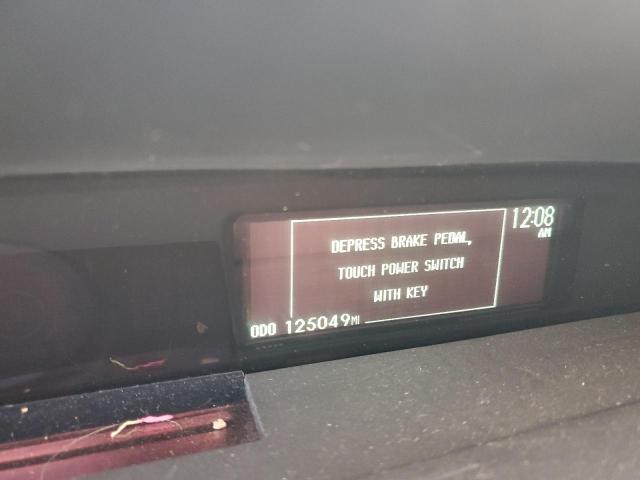 12:08
AM
DEPRESS BRAKE PEDAL,
TOUCH POWER SWITCH
WITH KEY
ODO 125049MI